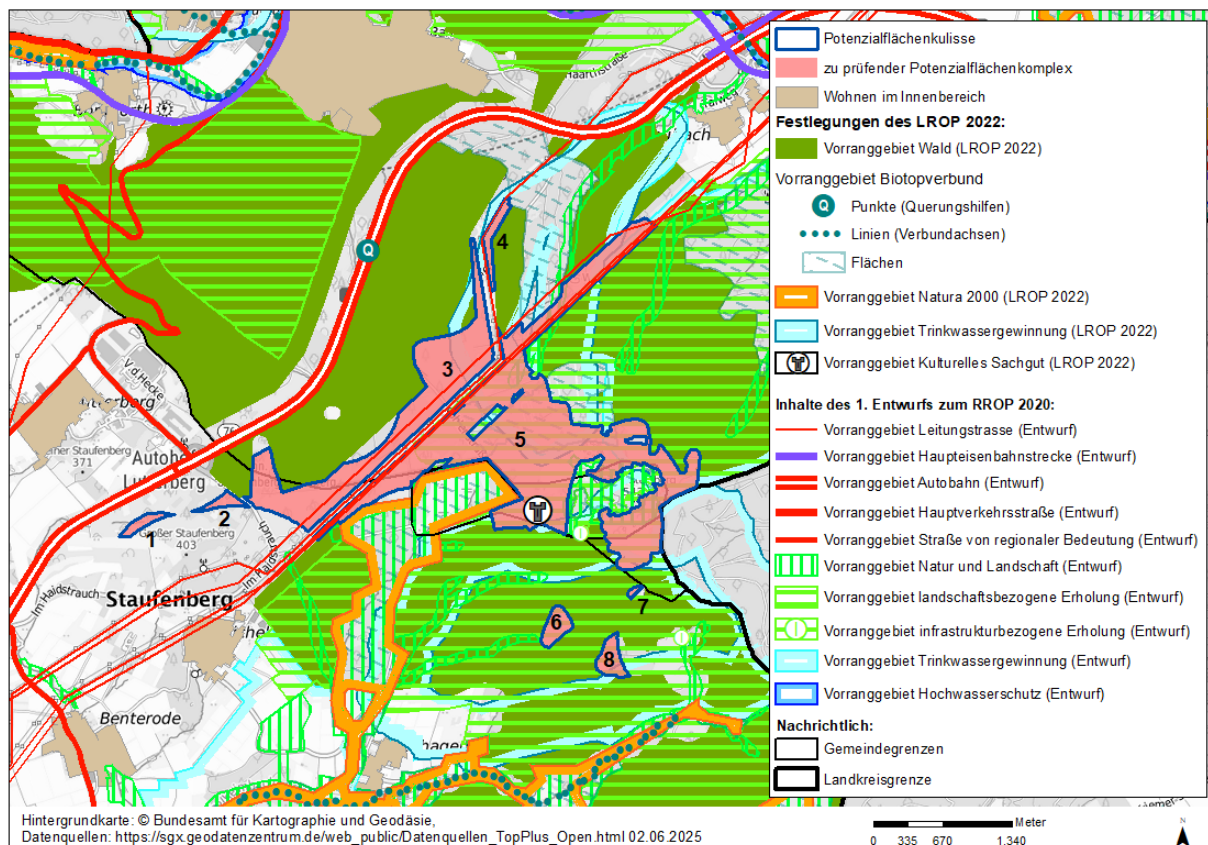 Potenzialflächenkulisse
zu prüfender Potenzialflächenkomplex
Wohnen im Innenbereich
Festlegungen des LROP 2022:
Vorranggebiet Wald (LROP 2022)
Vorranggebiet Biotopverbund
Q Punkte (Querungshilfen)
Linien (Verbundachsen)
Flächen
Vorranggebiet Natura 2000 (LROP 2022)
Vorranggebiet Trinkwassergewinnung (LROP 2022)
Vorranggebiet Kulturelles Sachgut (LROP 2022)
Inhalte des 1. Entwurfs zum RROP 2020:
Vorranggebiet Leitungstrasse (Entwurf)
Vorranggebiet Haupteisenbahnstrecke (Entwurf)
Vorranggebiet Autobahn (Entwurf)
Vorranggebiet Hauptverkehrsstraße (Entwurf)
Vorranggebiet Straße von regionaler Bedeutung (Entwurf)
Vorranggebiet Natur und Landschaft (Entwurf)
Vorranggebiet landschaftsbezogene Erholung (Entwurf)
Vorranggebiet infrastrukturbezogene Erholung (Entwurf)
Vorranggebiet Trinkwassergewinnung (Entwurf)
Vorranggebiet Hochwasserschutz (Entwurf)
Nachrichtlich:
Gemeindegrenzen
Landkreisgrenze
Haarthstraße
Q
4
3
V.d.Hecke
76
5
371
Autohof
Lutterberg
2
1
Großer Staufenberg
403
Im Haidstrauch
Staufenberg
7
6
8
Benterode
Hintergrundkarte: © Bundesamt für Kartographie und Geodäsie,
Datenquellen: https://sgx.geodatenzentrum.de/web_public/Datenquellen_TopPlus_Open.html 02.06.2025
Meter
0 335 670 1.340
N